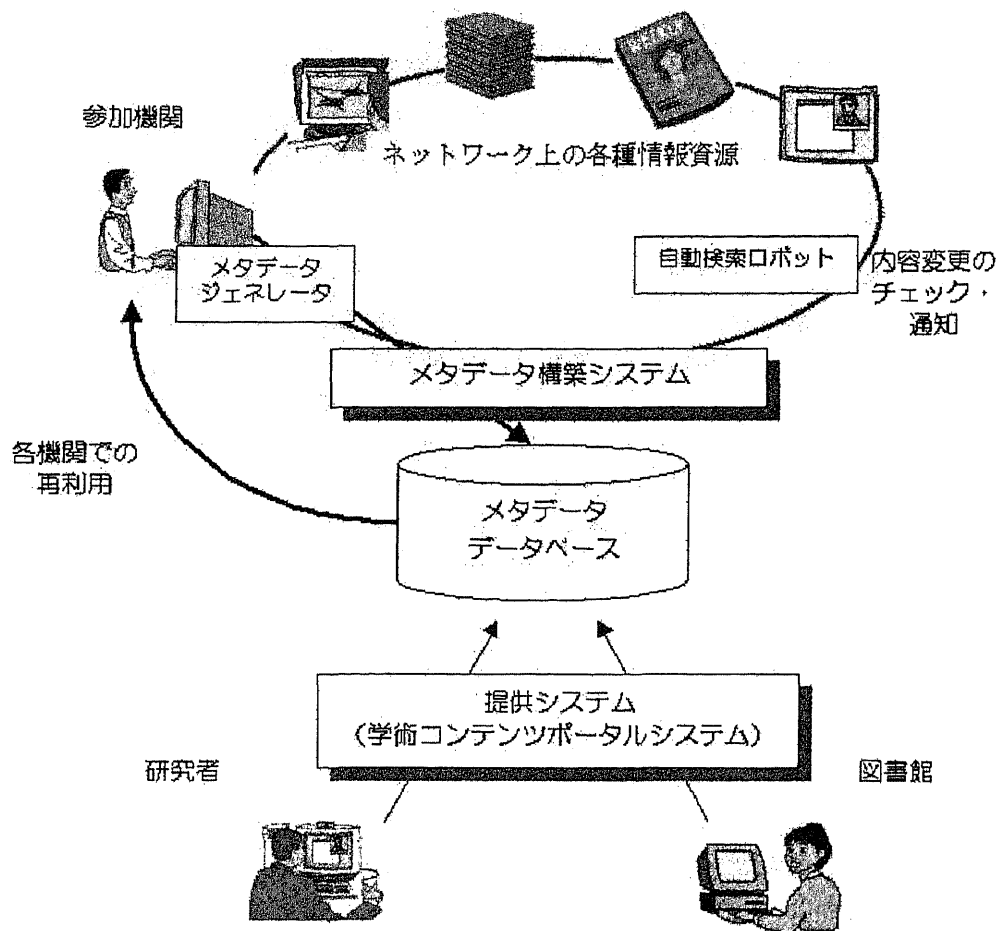 参加機関
ネットワーク上の各種情報資源
メタデータ
ジェネレータ
自動検索ロボット
内容変更の
チェック・
通知
メタデータ構築システム
各機関での
再利用
メタデータ
データベース
提供システム
(学術コンテンツポータルシステム)
研究者
図書館